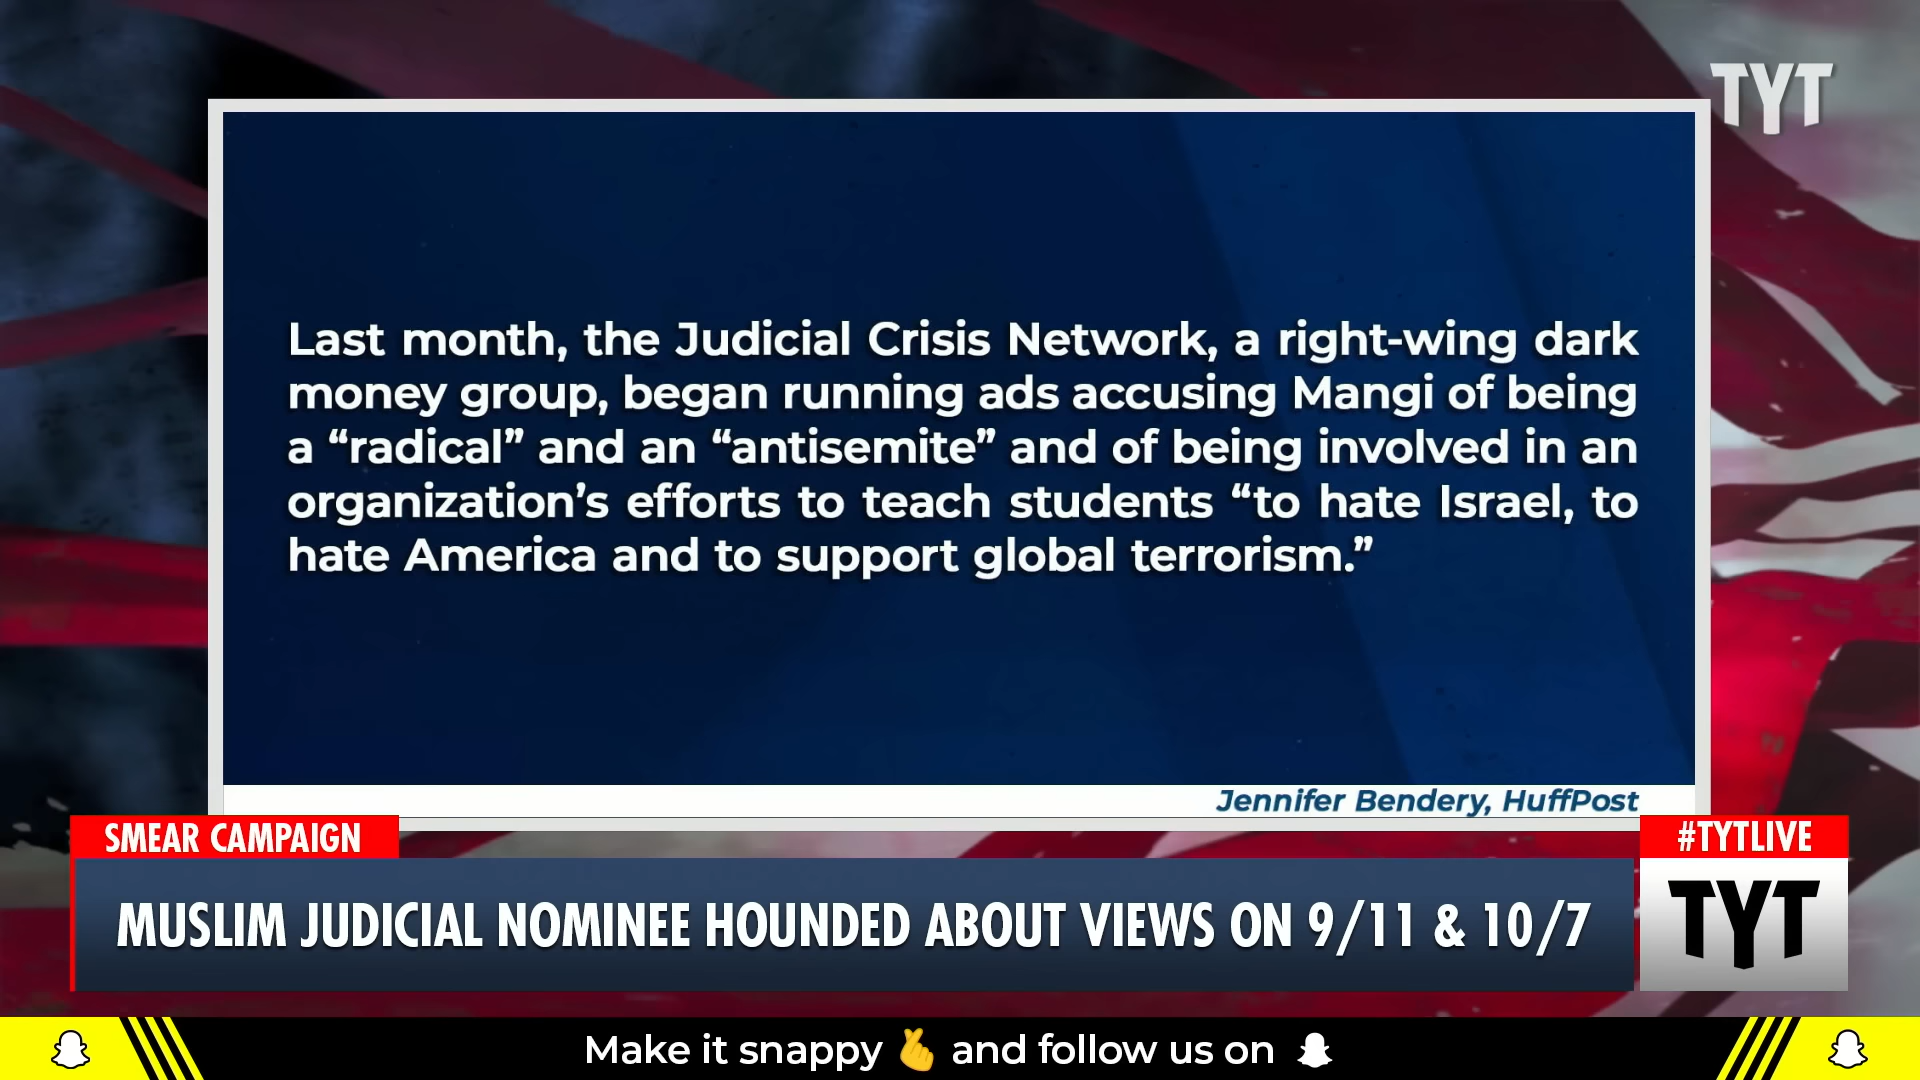 TYT
Last month, the Judicial Crisis Network, a right-wing dark
money group, began running ads accusing Mangi of being
a “radical” and an “antisemite” and of being involved in an
organization’s efforts to teach students “to hate Israel, to
hate America and to support global terrorism.”
Jennifer Bendery, HuffPost
SMEAR CAMPAIGN
#TYTLIVE
MUSLIM JUDICIAL NOMINEE HOUNDED ABOUT VIEWS ON 9/11 & 10/7
TYT
Make it snappy 🫰 and follow us on